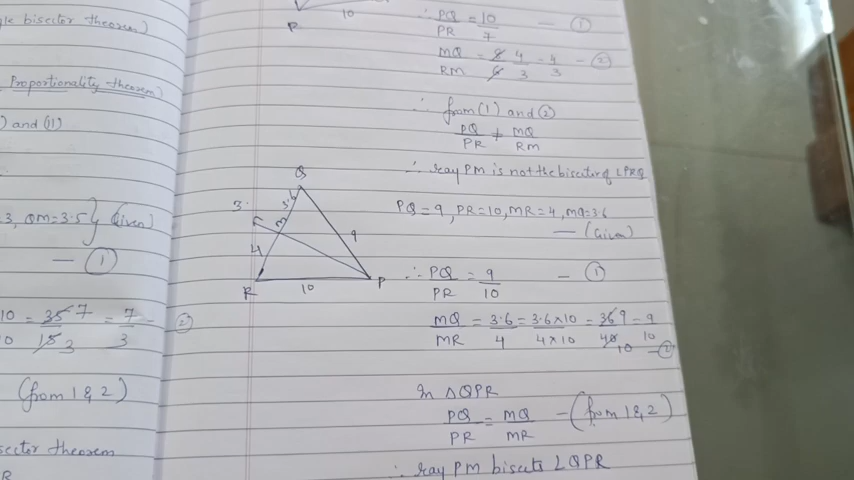 le bisector theorem)
Proportionality theorem)
) and (11)
3, QM=3.5} (Given)
— (1)
10 = 35 7 = 7 –
10 15 3 3 (2)
(from 1 & 2)
sector theorem
R
10
P
∴ PQ = 10 — (1)
PR 7
MQ = 8 4 = 4 – (2)
RM 6 3 3
∴ from (1) and (2)
PQ ≠ MQ
PR RM
∴ ray PM is not the bisector of ∠PRQ
3.
Q
3.6
M
9
4
R 10 P
PQ = 9, PR = 10, MR = 4, MQ = 3.6
— (Given)
∴ PQ = 9 — (1)
PR 10
MQ = 3.6 = 3.6 × 10 = 36 9 = 9
MR 4 4 × 10 40 10 10 – (2)
In △QPR
PQ = MQ – (from 1 & 2)
PR MR
∴ ray PM bisects ∠QPR